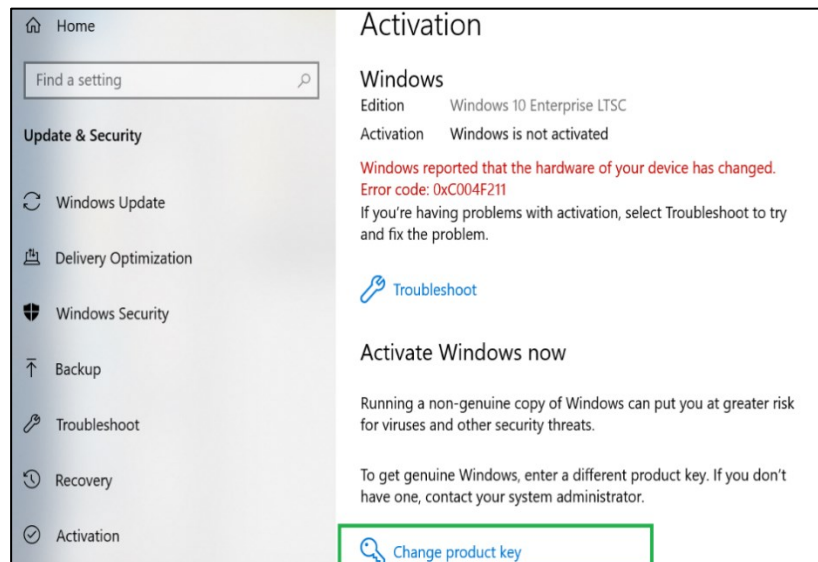 Home
Find a setting
Update & Security
Windows Update
Delivery Optimization
Windows Security
Backup
Troubleshoot
Recovery
Activation
Activation
Windows
Edition Windows 10 Enterprise LTSC
Activation Windows is not activated
Windows reported that the hardware of your device has changed.
Error code: 0xC004F211
If you're having problems with activation, select Troubleshoot to try
and fix the problem.
Troubleshoot
Activate Windows now
Running a non-genuine copy of Windows can put you at greater risk
for viruses and other security threats.
To get genuine Windows, enter a different product key. If you don't
have one, contact your system administrator.
Change product key